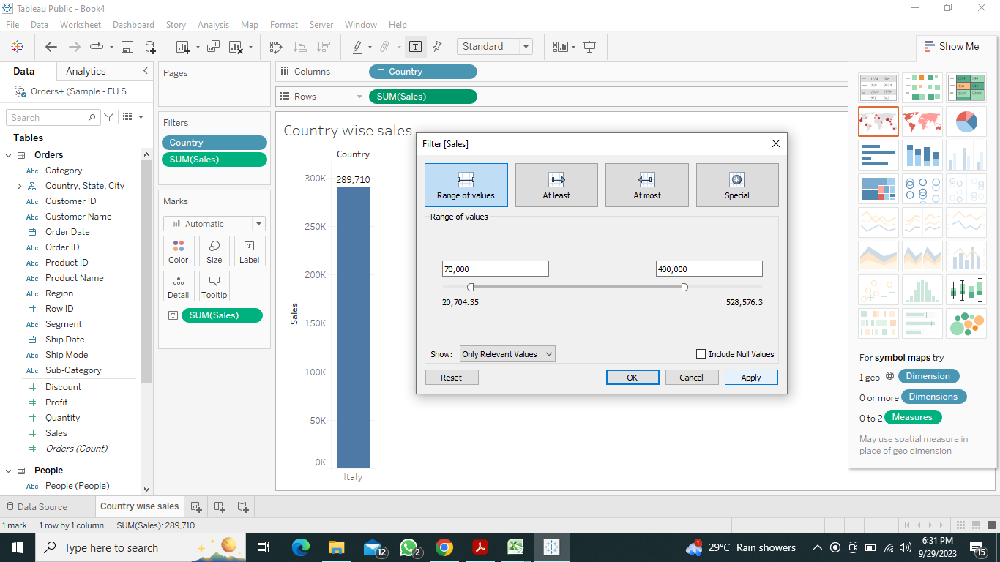 Tableau Public - Book4
File Data Worksheet Dashboard Story Analysis Map Format Server Window Help
Standard
Show Me
Data Analytics
Orders+ (Sample - EU S...
Search
Tables
Orders
Abc Category
Country, State, City
Abc Customer ID
Abc Customer Name
Order Date
Abc Order ID
Abc Product ID
Abc Product Name
Abc Region
# Row ID
Abc Segment
Ship Date
Abc Ship Mode
Abc Sub-Category
# Discount
# Profit
# Quantity
# Sales
# Orders (Count)
People
Abc People (People)
Pages
Filters
Country
SUM(Sales)
Marks
Automatic
Color Size Label
Detail Tooltip
SUM(Sales)
Columns Country
Rows SUM(Sales)
Country wise sales
Country
289,710
300K
250K
200K
150K
100K
50K
0K
Sales
Italy
Filter [Sales]
Range of values At least At most Special
Range of values
70,000 400,000
20,704.35 528,576.3
Show: Only Relevant Values Include Null Values
Reset OK Cancel Apply
For symbol maps try
1 geo Dimension
0 or more Dimensions
0 to 2 Measures
May use spatial measure in
place of geo dimension
Data Source Country wise sales
1 mark 1 row by 1 column SUM(Sales): 289,710
Type here to search
12
2
1
29°C Rain showers
6:31 PM
9/29/2023
15